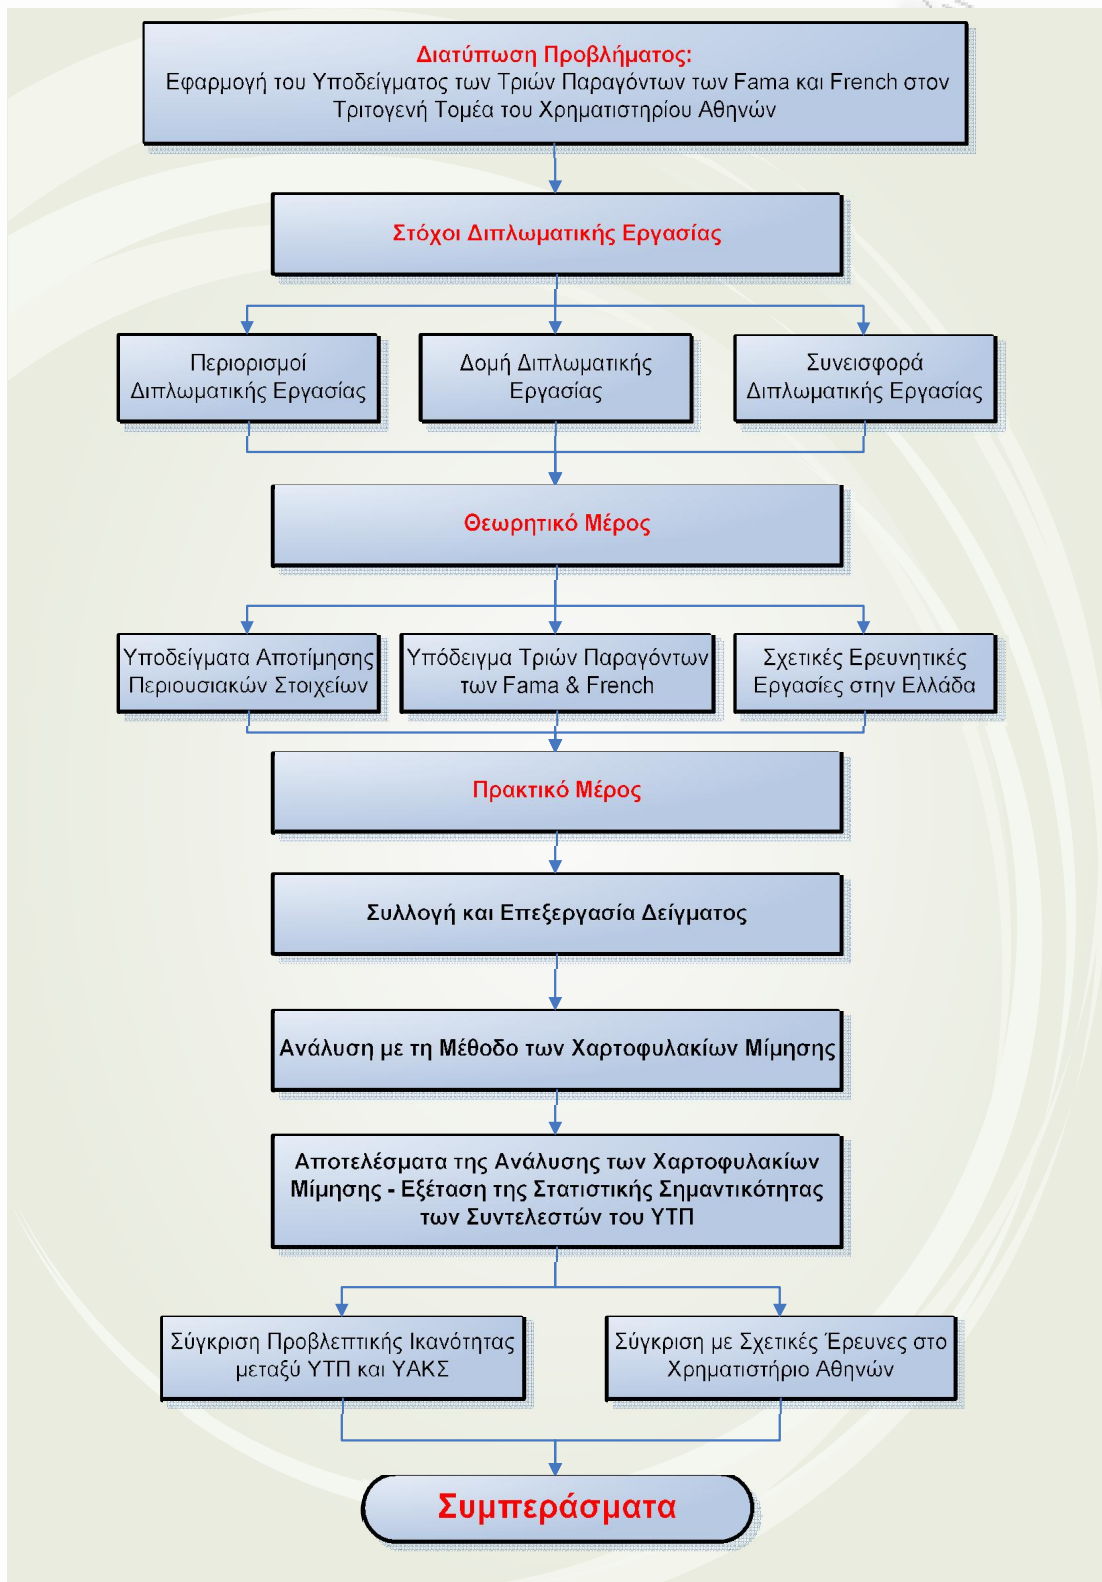 Διατύπωση Προβλήματος:
Εφαρμογή του Υποδείγματος των Τριών Παραγόντων των Fama και French στον
Τριτογενή Τομέα του Χρηματιστηρίου Αθηνών
Στόχοι Διπλωματικής Εργασίας
Περιορισμοί
Διπλωματικής Εργασίας
Δομή Διπλωματικής
Εργασίας
Συνεισφορά
Διπλωματικής Εργασίας
Θεωρητικό Μέρος
Υποδείγματα Αποτίμησης
Περιουσιακών Στοιχείων
Υπόδειγμα Τριών Παραγόντων
των Fama & French
Σχετικές Ερευνητικές
Εργασίες στην Ελλάδα
Πρακτικό Μέρος
Συλλογή και Επεξεργασία Δείγματος
Ανάλυση με τη Μέθοδο των Χαρτοφυλακίων Μίμησης
Αποτελέσματα της Ανάλυσης των Χαρτοφυλακίων
Μίμησης - Εξέταση της Στατιστικής Σημαντικότητας
των Συντελεστών του ΥΤΠ
Σύγκριση Προβλεπτικής Ικανότητας
μεταξύ ΥΤΠ και ΥΑΚΣ
Σύγκριση με Σχετικές Έρευνες στο
Χρηματιστήριο Αθηνών
Συμπεράσματα